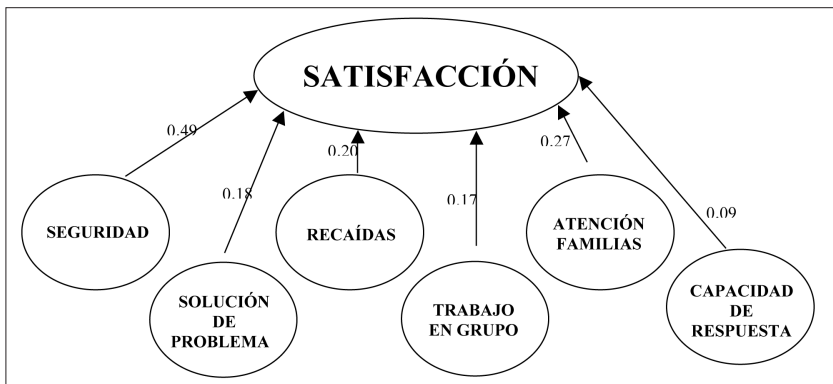 SATISFACCIÓN
0.49
0.18
0.20
0.17
0.27
0.09
SEGURIDAD
SOLUCIÓN
DE
PROBLEMA
RECAÍDAS
TRABAJO
EN GRUPO
ATENCIÓN
FAMILIAS
CAPACIDAD
DE
RESPUESTA